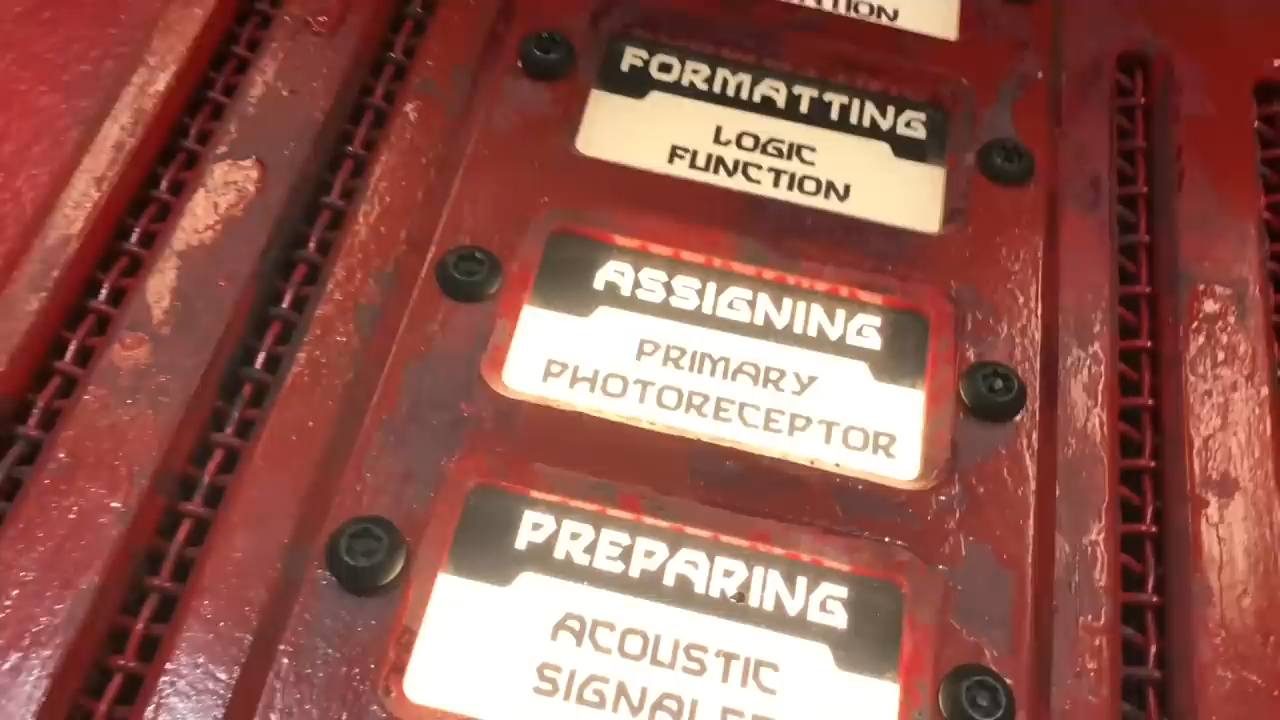 FORMATTING
LOGIC
FUNCTION
ASSIGNING
PRIMARY
PHOTORECEPTOR
PREPARING
ACOUSTIC